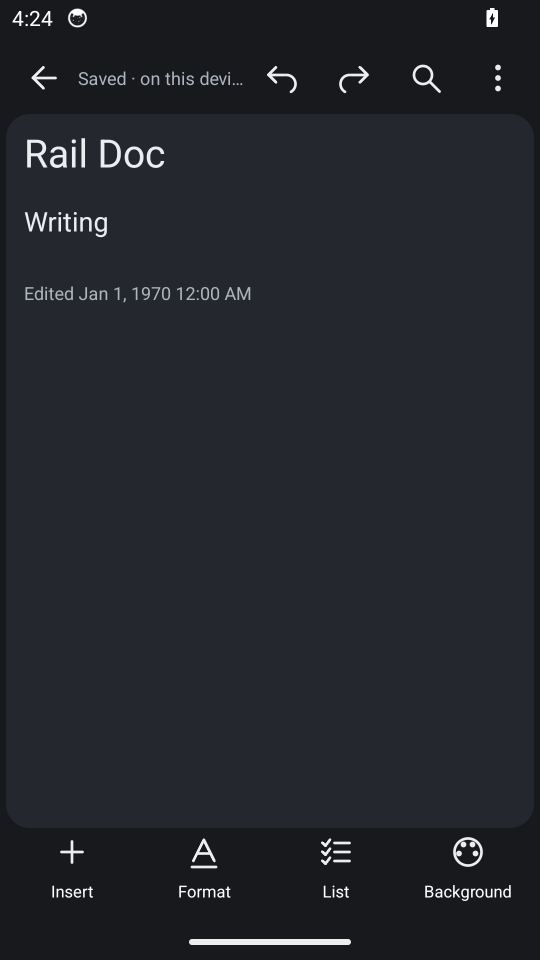 4:24
Saved · on this devi…
Rail Doc
Writing
Edited Jan 1, 1970 12:00 AM
Insert
Format
List
Background